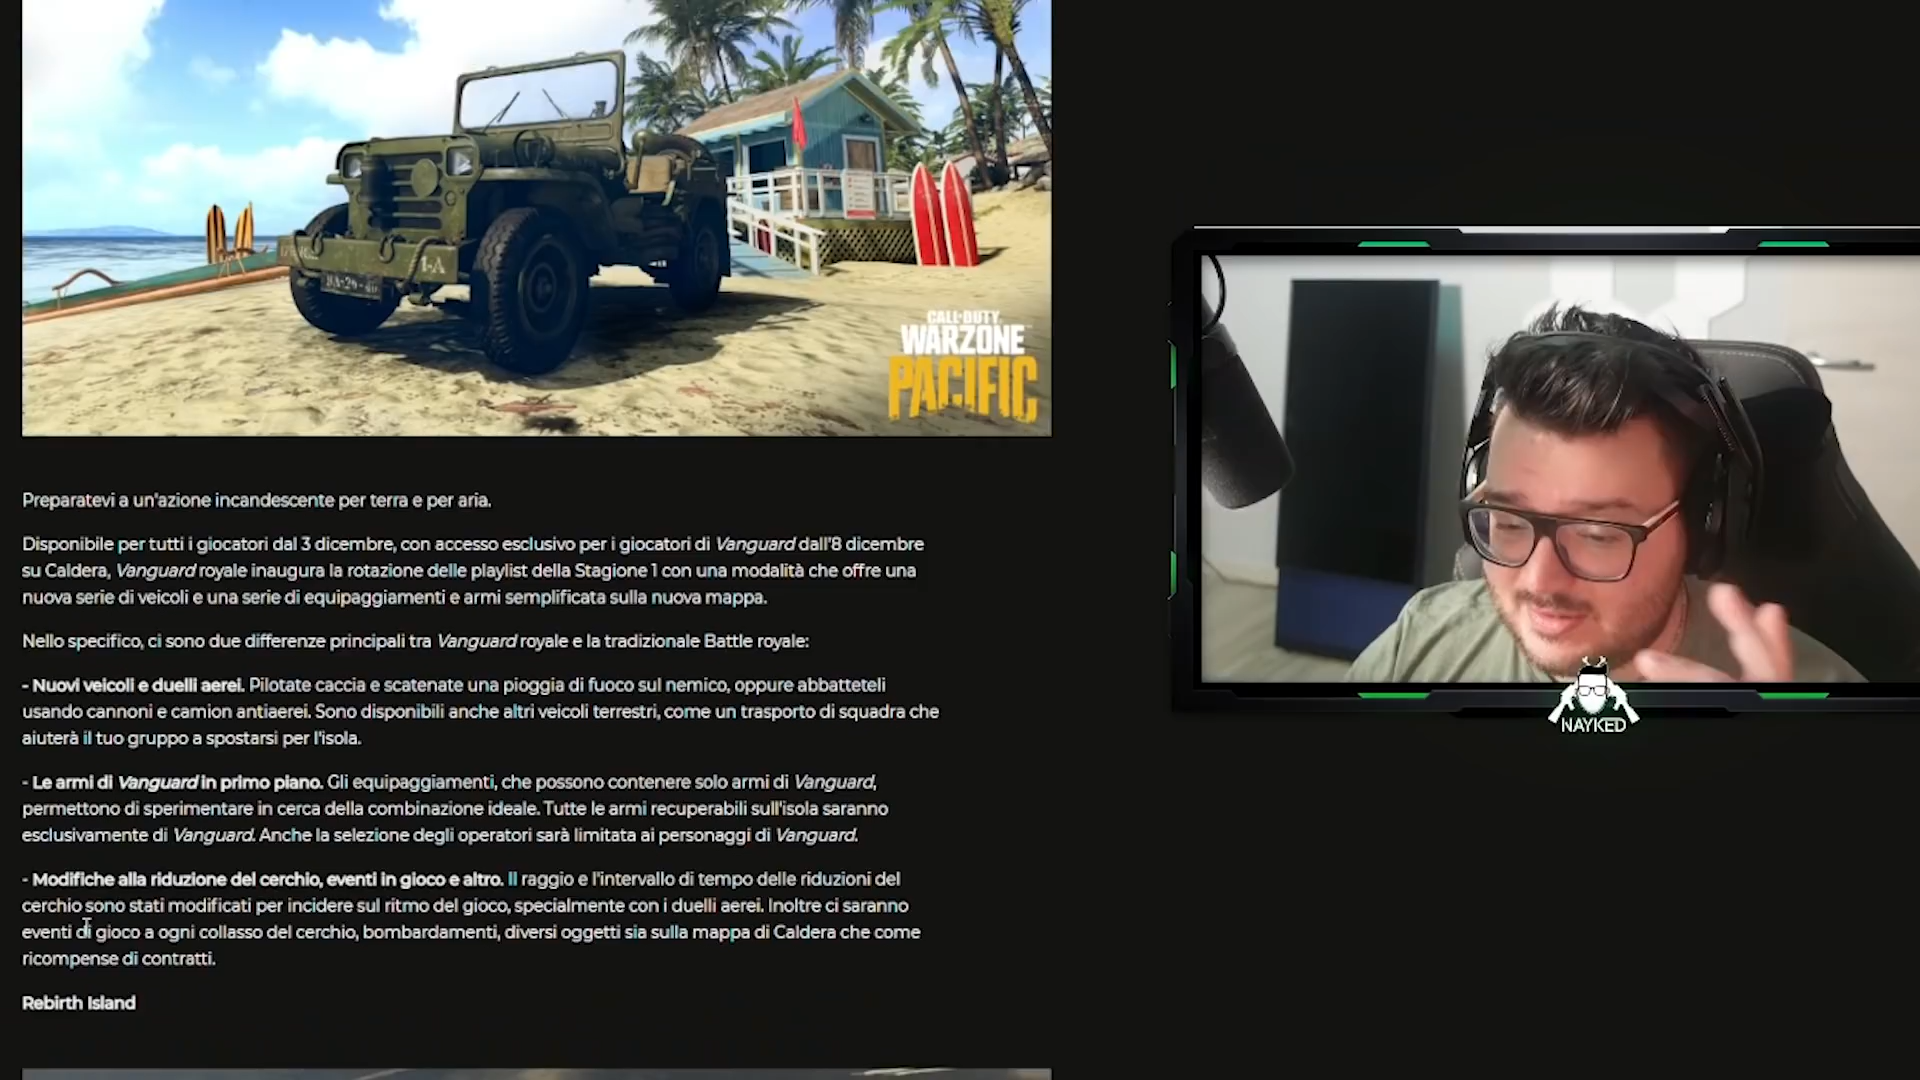 1-A
CALL OF DUTY
WARZONE
PACIFIC
Preparatevi a un'azione incandescente per terra e per aria.
Disponibile per tutti i giocatori dal 3 dicembre, con accesso esclusivo per i giocatori di Vanguard dall'8 dicembre
su Caldera, Vanguard royale inaugura la rotazione delle playlist della Stagione 1 con una modalità che offre una
nuova serie di veicoli e una serie di equipaggiamenti e armi semplificata sulla nuova mappa.
Nello specifico, ci sono due differenze principali tra Vanguard royale e la tradizionale Battle royale:
- Nuovi veicoli e duelli aerei. Pilotate caccia e scatenate una pioggia di fuoco sul nemico, oppure abbatteteli
usando cannoni e camion antiaerei. Sono disponibili anche altri veicoli terrestri, come un trasporto di squadra che
aiuterà il tuo gruppo a spostarsi per l'isola.
- Le armi di Vanguard in primo piano. Gli equipaggiamenti, che possono contenere solo armi di Vanguard,
permettono di sperimentare in cerca della combinazione ideale. Tutte le armi recuperabili sull'isola saranno
esclusivamente di Vanguard. Anche la selezione degli operatori sarà limitata ai personaggi di Vanguard.
- Modifiche alla riduzione del cerchio, eventi in gioco e altro. Il raggio e l'intervallo di tempo delle riduzioni del
cerchio sono stati modificati per incidere sul ritmo del gioco, specialmente con i duelli aerei. Inoltre ci saranno
eventi di gioco a ogni collasso del cerchio, bombardamenti, diversi oggetti sia sulla mappa di Caldera che come
ricompense di contratti.
Rebirth Island
NAYKED